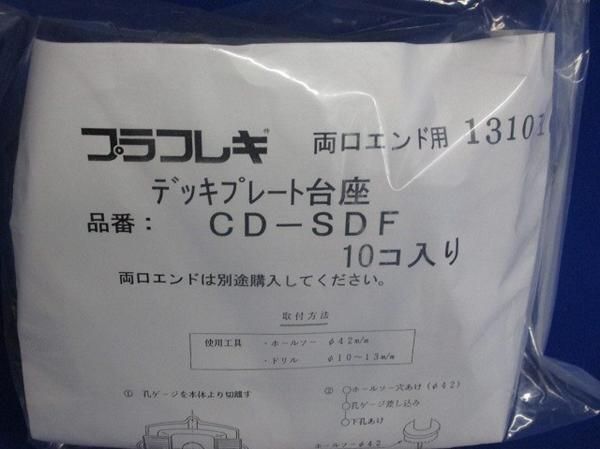 プラフレキ® 両口エンド用 13101
デッキプレート台座
品番： CD－SDF
10コ入り
両口エンドは別途購入してください。
取付方法
使用工具 ・ホールソー φ42m/m
・ドリル φ10～13m/m
① 孔ゲージを本体より切離す
② ホールソー穴あけ（φ42）
孔ゲージ差し込み
下孔あけ
ホールソーφ42